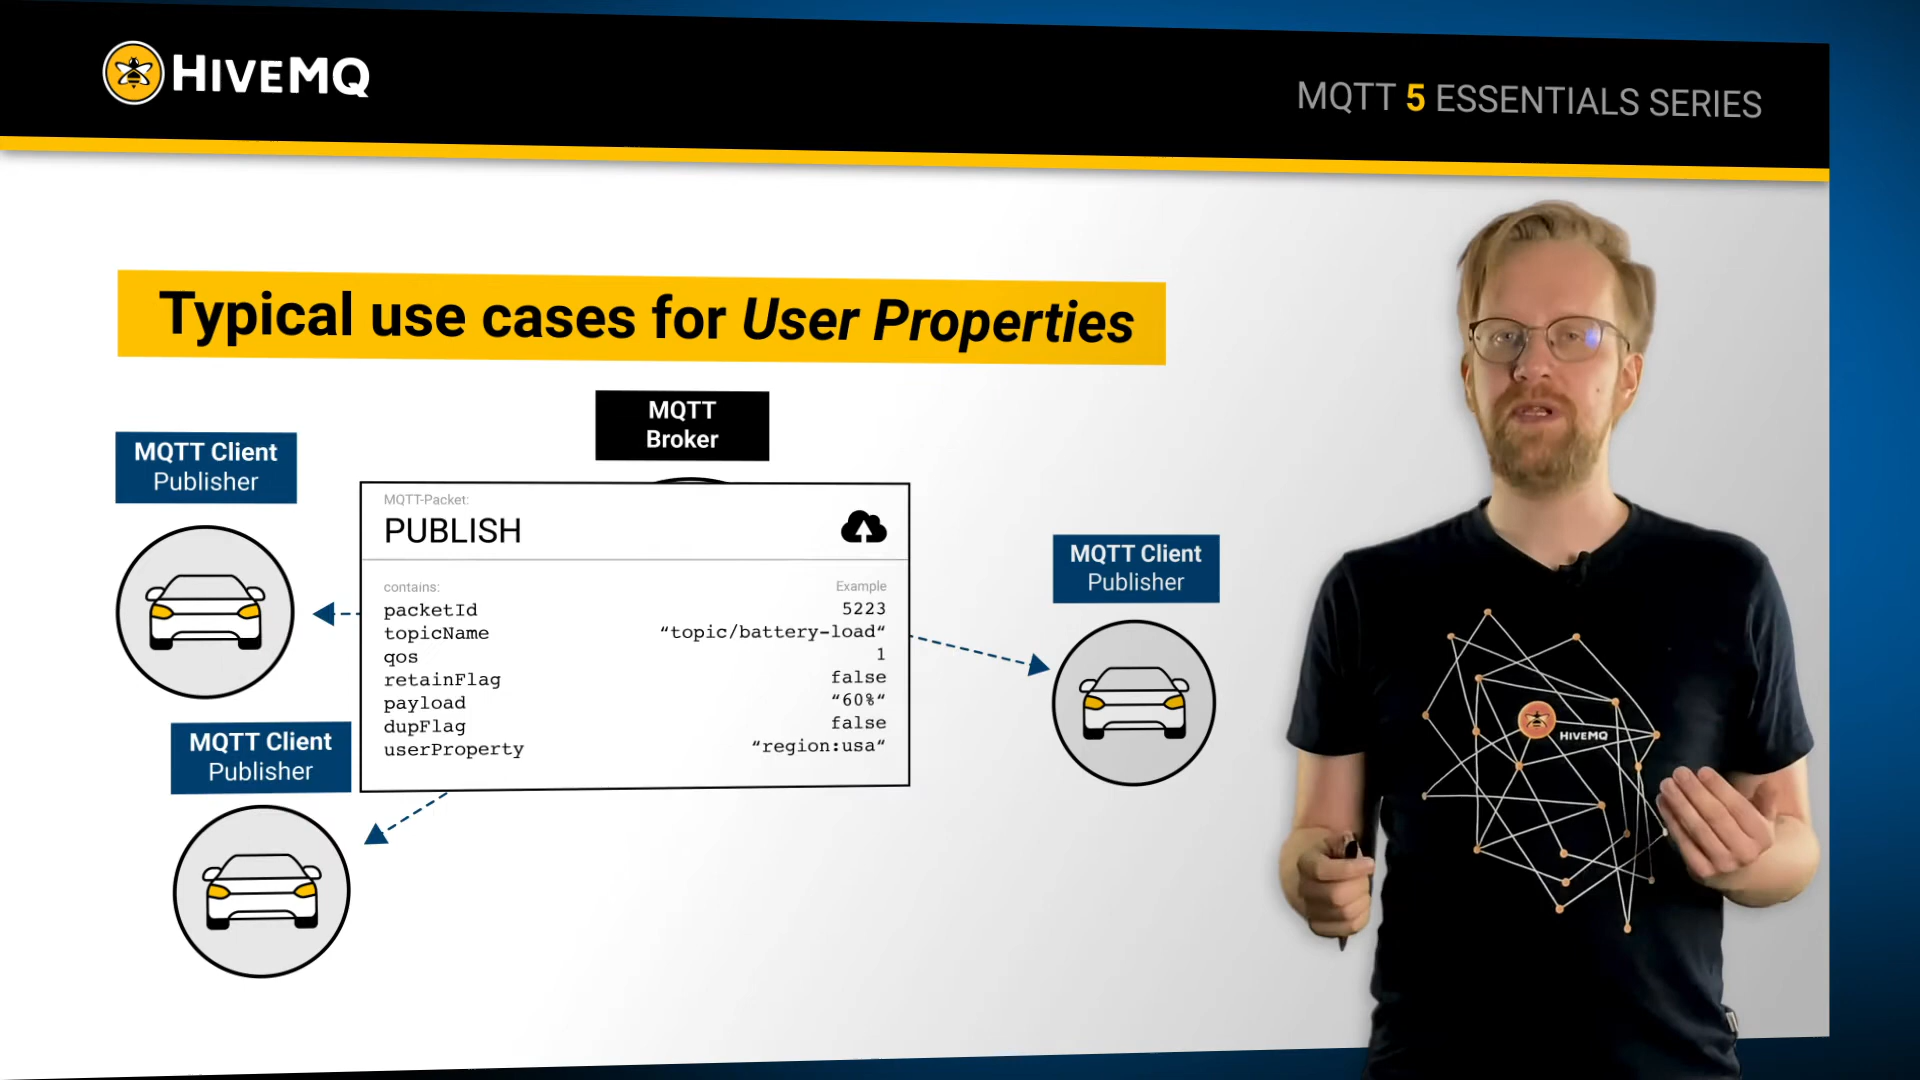 HIVEMQ
MQTT 5 ESSENTIALS SERIES
Typical use cases for User Properties
MQTT
Broker
MQTT Client
Publisher
MQTT-Packet:
PUBLISH
contains:
Example
packetId 5223
topicName “topic/battery-load“
qos 1
retainFlag false
payload “60%“
dupFlag false
userProperty “region:usa“
MQTT Client
Publisher
MQTT Client
Publisher
HIVEMQ